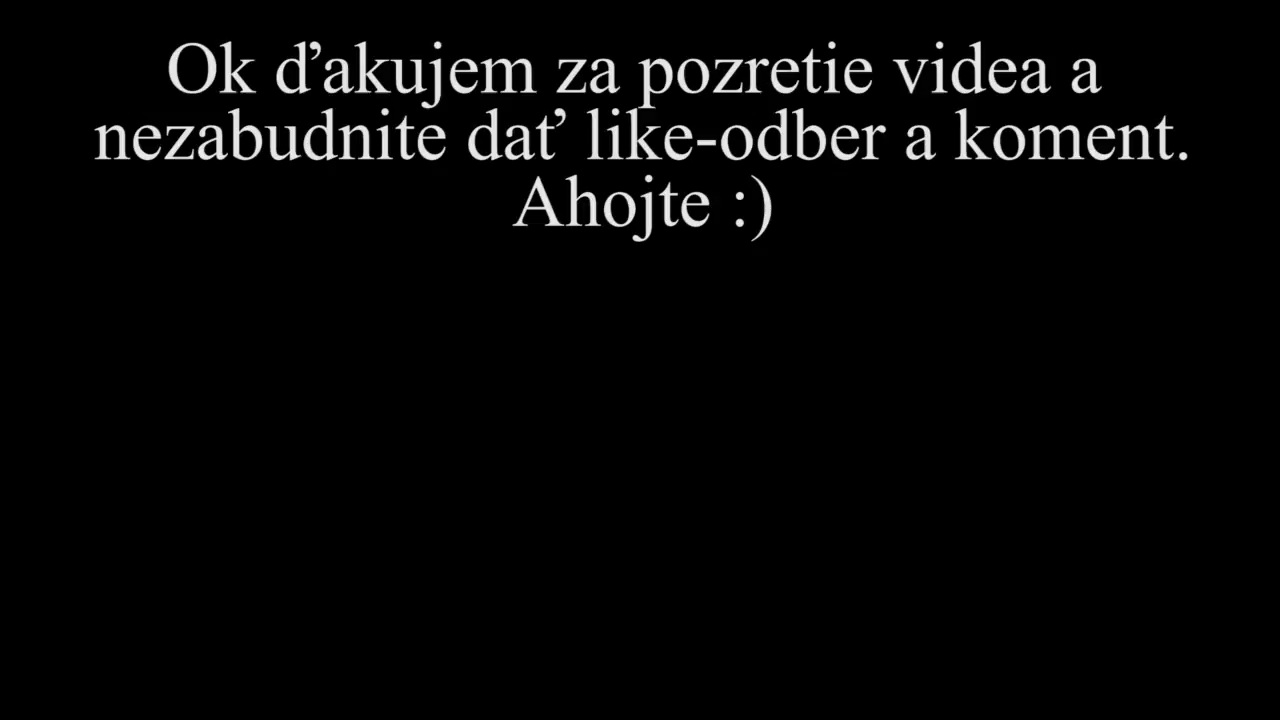 Ok ďakujem za pozretie videa a
nezabudnite dať like-odber a koment.
Ahojte :)